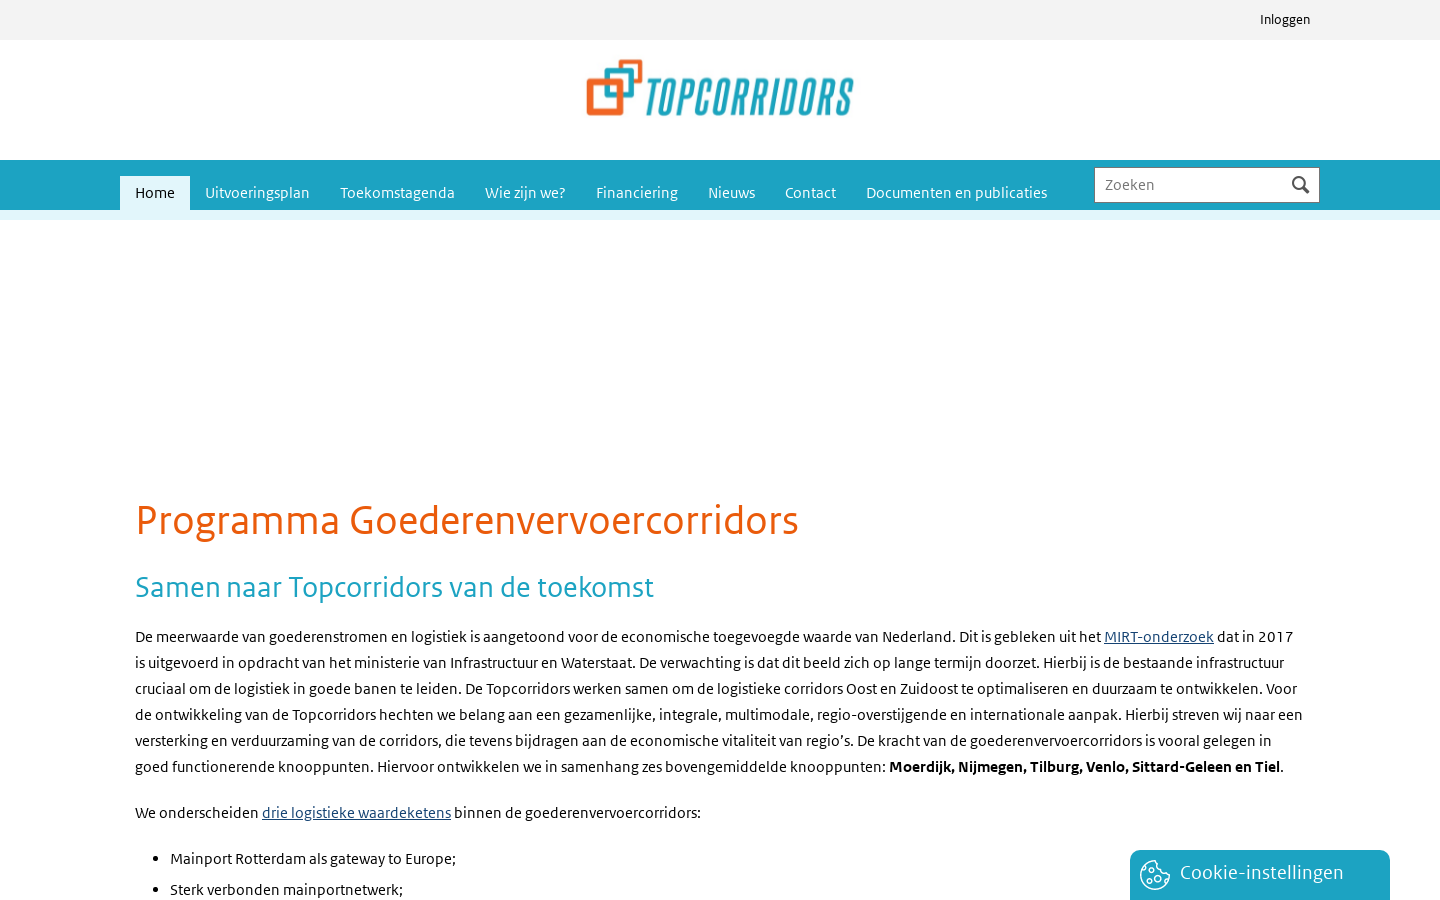 Inloggen
TOPCORRIDORS
Home Uitvoeringsplan Toekomstagenda Wie zijn we? Financiering Nieuws Contact Documenten en publicaties Zoeken
Programma Goederenvervoercorridors
Samen naar Topcorridors van de toekomst
De meerwaarde van goederenstromen en logistiek is aangetoond voor de economische toegevoegde waarde van Nederland. Dit is gebleken uit het MIRT-onderzoek dat in 2017
is uitgevoerd in opdracht van het ministerie van Infrastructuur en Waterstaat. De verwachting is dat dit beeld zich op lange termijn doorzet. Hierbij is de bestaande infrastructuur
cruciaal om de logistiek in goede banen te leiden. De Topcorridors werken samen om de logistieke corridors Oost en Zuidoost te optimaliseren en duurzaam te ontwikkelen. Voor
de ontwikkeling van de Topcorridors hechten we belang aan een gezamenlijke, integrale, multimodale, regio-overstijgende en internationale aanpak. Hierbij streven wij naar een
versterking en verduurzaming van de corridors, die tevens bijdragen aan de economische vitaliteit van regio’s. De kracht van de goederenvervoercorridors is vooral gelegen in
goed functionerende knooppunten. Hiervoor ontwikkelen we in samenhang zes bovengemiddelde knooppunten: Moerdijk, Nijmegen, Tilburg, Venlo, Sittard-Geleen en Tiel.
We onderscheiden drie logistieke waardeketens binnen de goederenvervoercorridors:
• Mainport Rotterdam als gateway to Europe;
• Sterk verbonden mainportnetwerk;
Cookie-instellingen